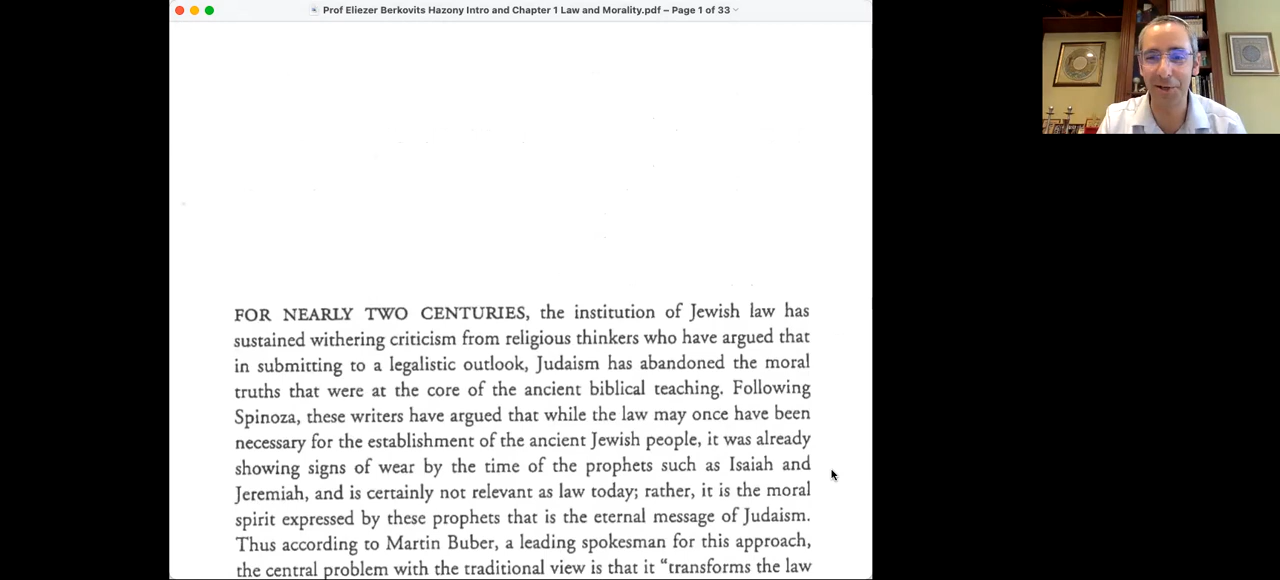 Prof Eliezer Berkovits Hazony Intro and Chapter 1 Law and Morality.pdf – Page 1 of 33
FOR NEARLY TWO CENTURIES, the institution of Jewish law has
sustained withering criticism from religious thinkers who have argued that
in submitting to a legalistic outlook, Judaism has abandoned the moral
truths that were at the core of the ancient biblical teaching. Following
Spinoza, these writers have argued that while the law may once have been
necessary for the establishment of the ancient Jewish people, it was already
showing signs of wear by the time of the prophets such as Isaiah and
Jeremiah, and is certainly not relevant as law today; rather, it is the moral
spirit expressed by these prophets that is the eternal message of Judaism.
Thus according to Martin Buber, a leading spokesman for this approach,
the central problem with the traditional view is that it “transforms the law